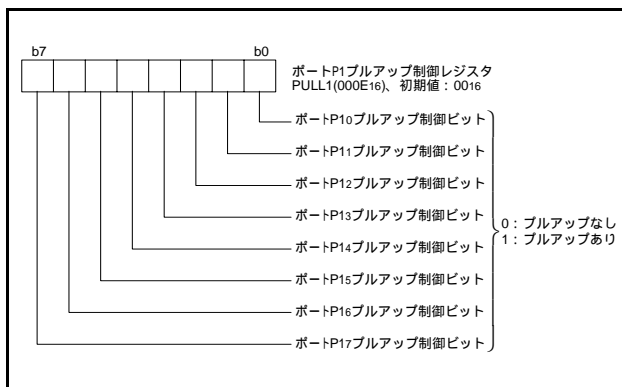 b7 b0
ポートP1プルアップ制御レジスタ
PULL1(000E16)、初期値：0016
ポートP10プルアップ制御ビット
ポートP11プルアップ制御ビット
ポートP12プルアップ制御ビット
ポートP13プルアップ制御ビット
ポートP14プルアップ制御ビット
ポートP15プルアップ制御ビット
ポートP16プルアップ制御ビット
ポートP17プルアップ制御ビット
0：プルアップなし
1：プルアップあり